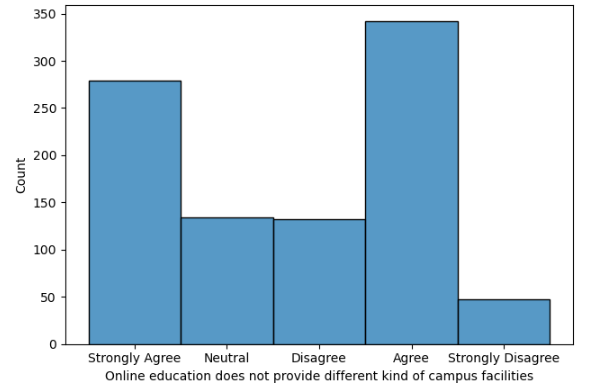 350
300
250
200
150
100
50
0
Count
Strongly Agree Neutral Disagree Agree Strongly Disagree
Online education does not provide different kind of campus facilities